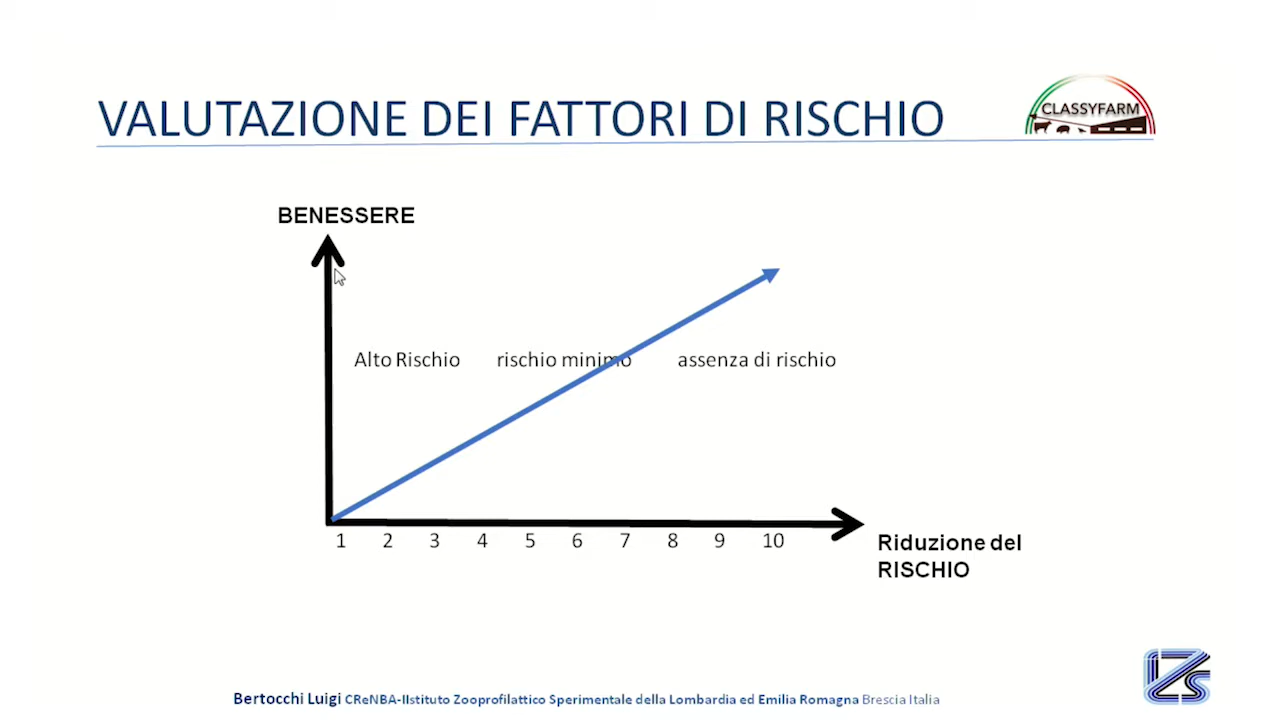 VALUTAZIONE DEI FATTORI DI RISCHIO
CLASSYFARM
BENESSERE
Alto Rischio rischio minimo assenza di rischio
1 2 3 4 5 6 7 8 9 10
Riduzione del
RISCHIO
IZS
Bertocchi Luigi CReNBA-IIstituto Zooprofilattico Sperimentale della Lombardia ed Emilia Romagna Brescia Italia